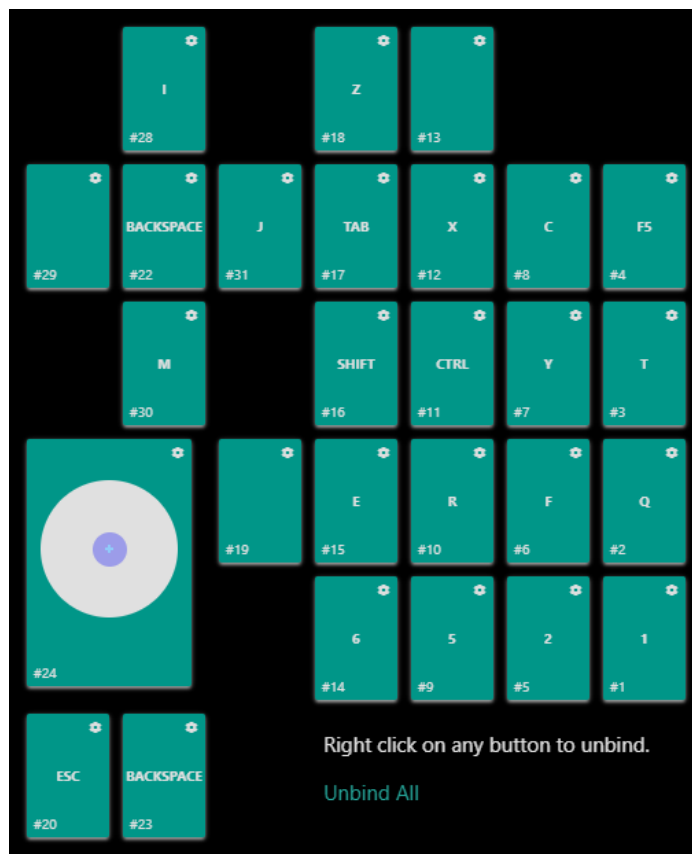 I
#28
Z
#18
#13
#29
BACKSPACE
#22
J
#31
TAB
#17
X
#12
C
#8
F5
#4
M
#30
SHIFT
#16
CTRL
#11
Y
#7
T
#3
#24
#19
E
#15
R
#10
F
#6
Q
#2
6
#14
5
#9
2
#5
1
#1
ESC
#20
BACKSPACE
#23
Right click on any button to unbind.
Unbind All